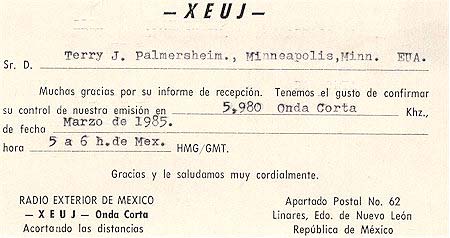 — XEUJ —
Terry J. Palmersheim., Minneapolis,Minn. EUA.
Sr. D.
Muchas gracias por su informe de recepción. Tenemos el gusto de confirmar
su control de nuestra emisión en 5,980 Onda Corta Khz.,
de fecha Marzo de 1985.
hora 5 a 6 h.de Mex. HMG/GMT.
Gracias y le saludamos muy cordialmente.
RADIO EXTERIOR DE MEXICO
— X E U J — Onda Corta
Acortando las distancias
Apartado Postal No. 62
Linares, Edo. de Nuevo León
República de México